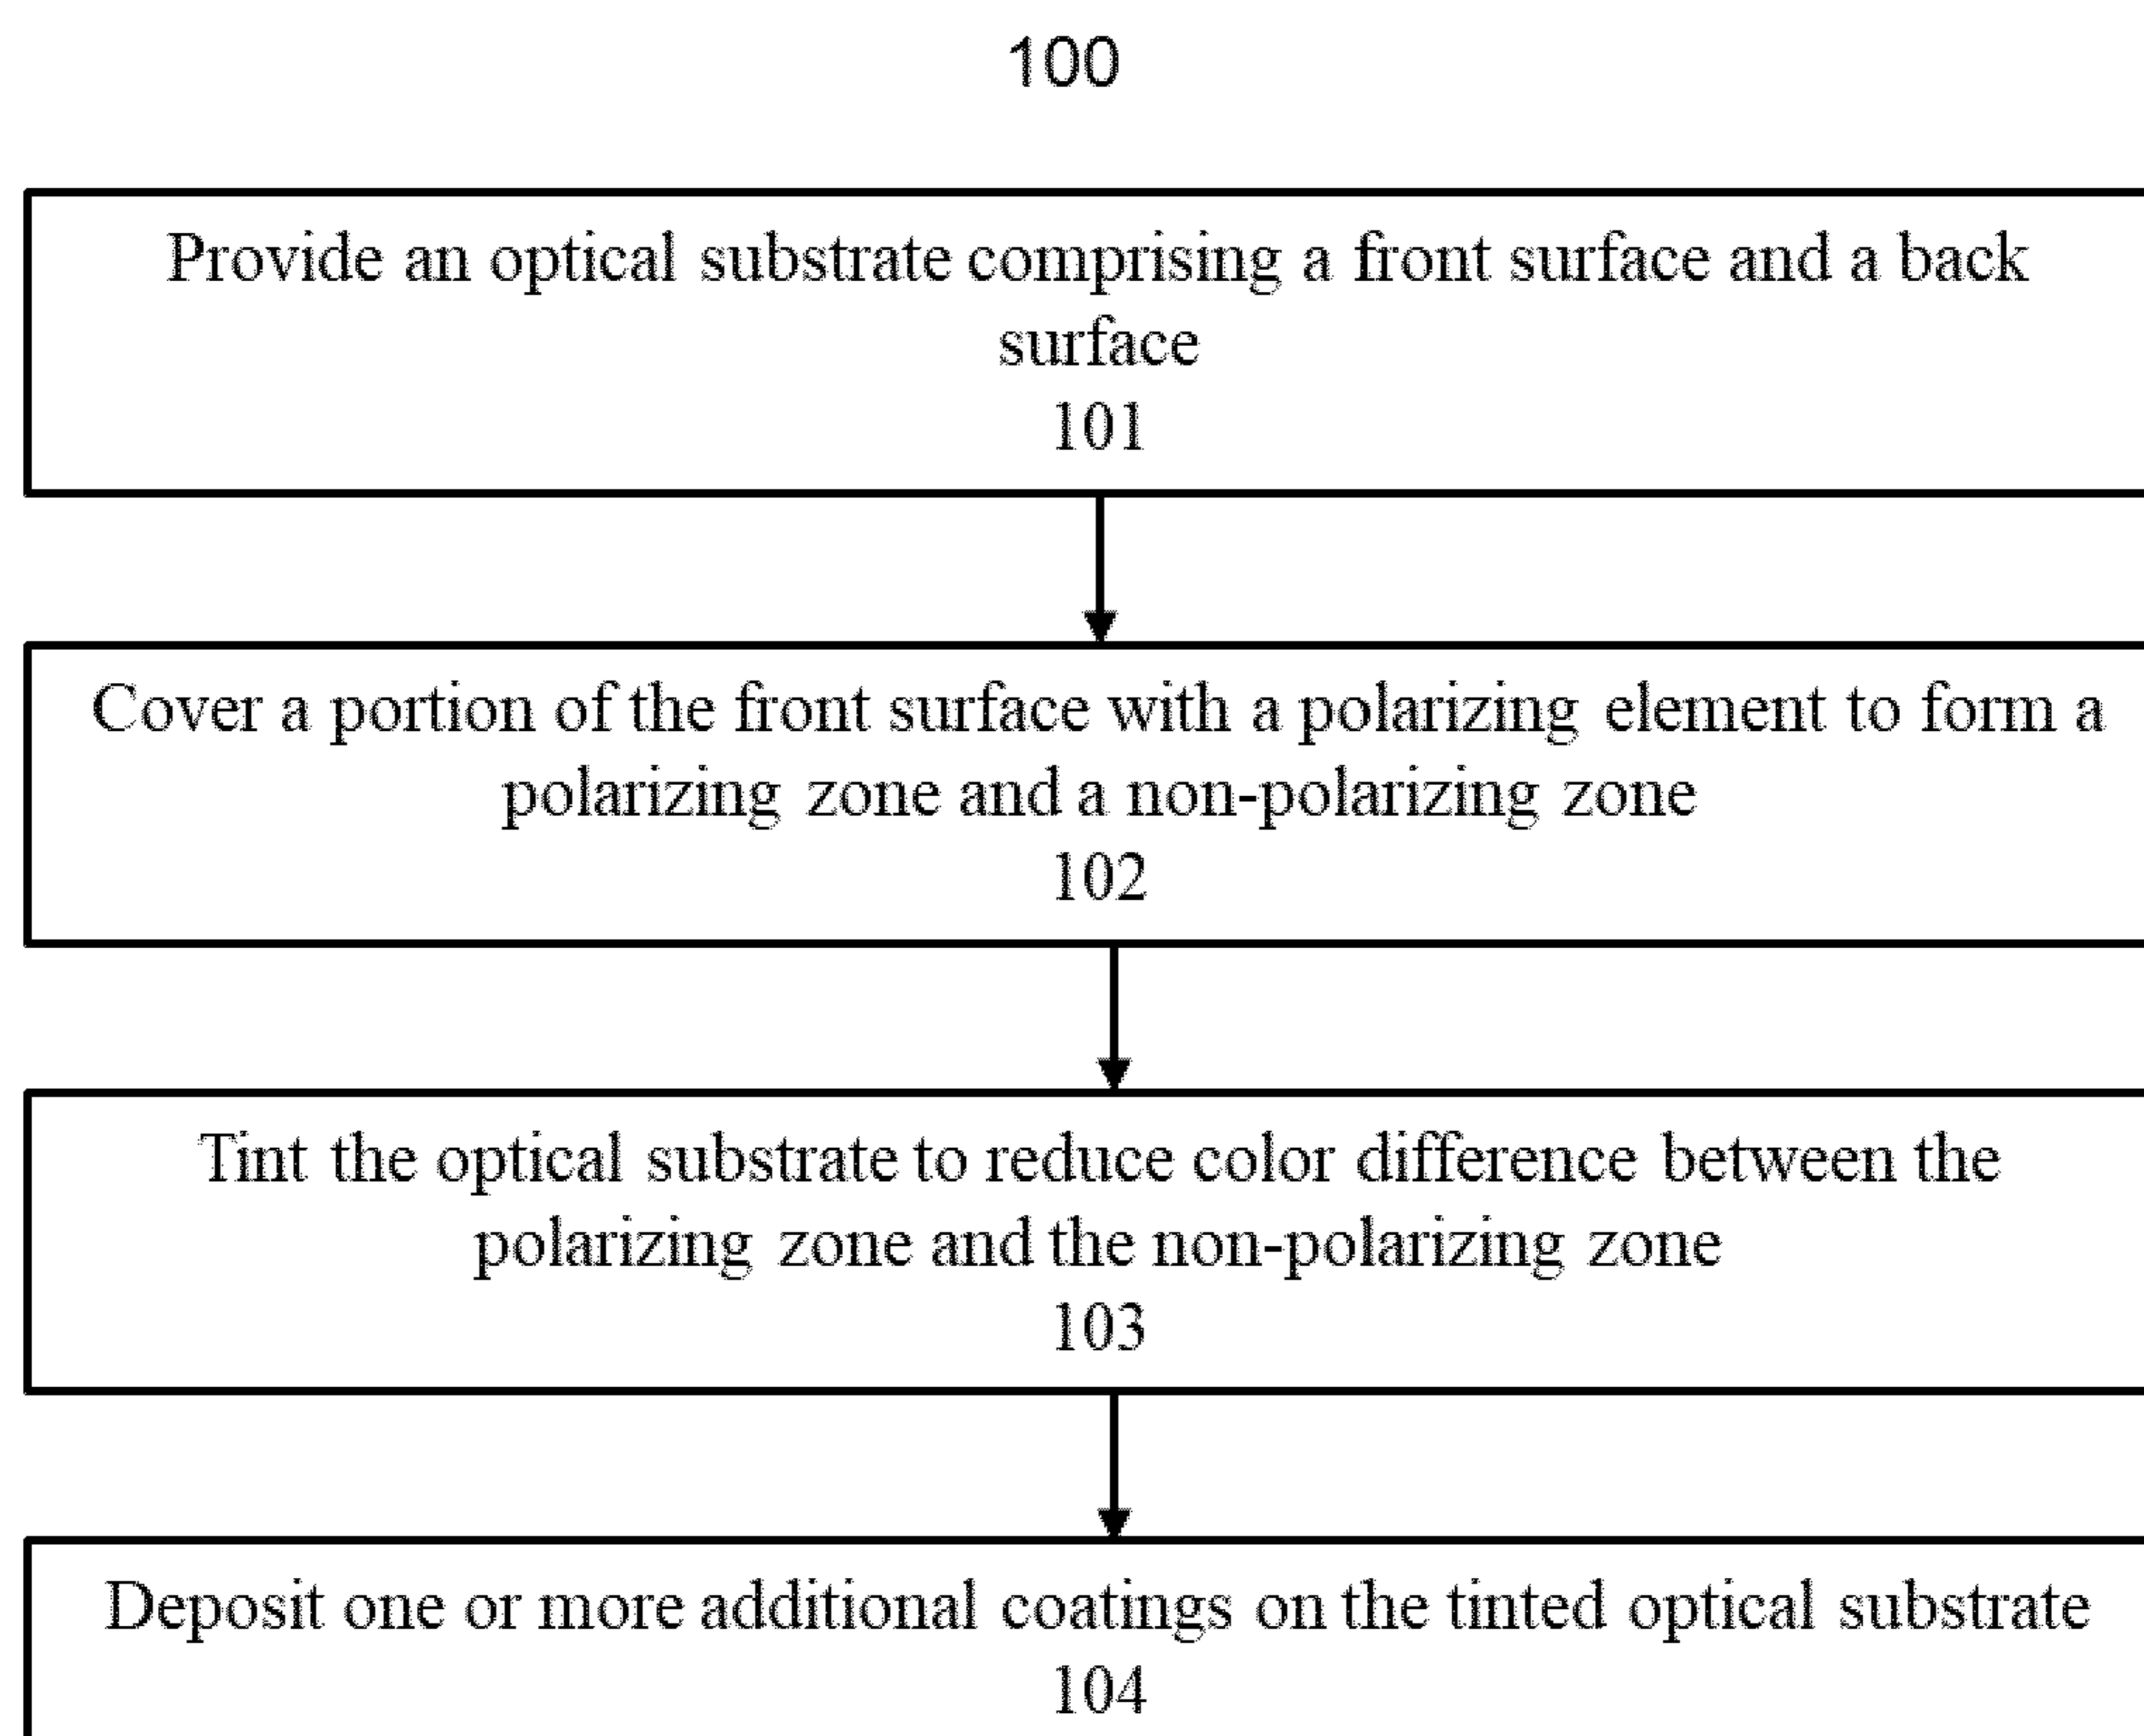 100
Provide an optical substrate comprising a front surface and a back
surface
101
Cover a portion of the front surface with a polarizing element to form a
polarizing zone and a non-polarizing zone
102
Tint the optical substrate to reduce color difference between the
polarizing zone and the non-polarizing zone
103
Deposit one or more additional coatings on the tinted optical substrate
104